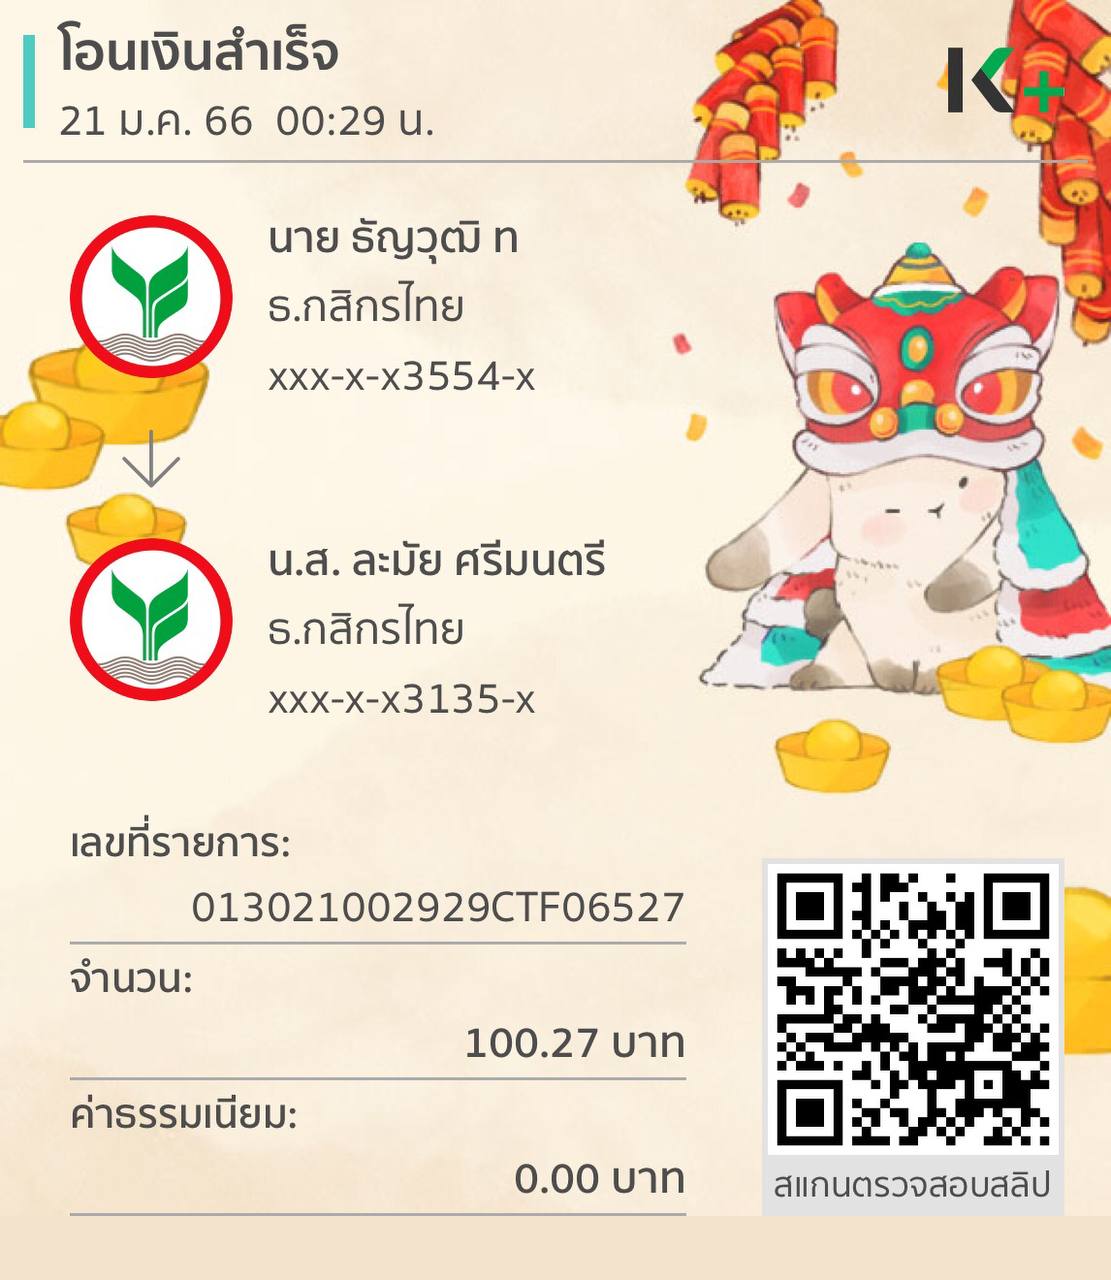 โอนเงินสำเร็จ
21 ม.ค. 66 00:29 น.
K+
นาย ธัญวุฒิ ท
ธ.กสิกรไทย
xxx-x-x3554-x
น.ส. ละมัย ศรีมนตรี
ธ.กสิกรไทย
xxx-x-x3135-x
เลขที่รายการ:
013021002929CTF06527
จำนวน:
100.27 บาท
ค่าธรรมเนียม:
0.00 บาท
สแกนตรวจสอบสลิป